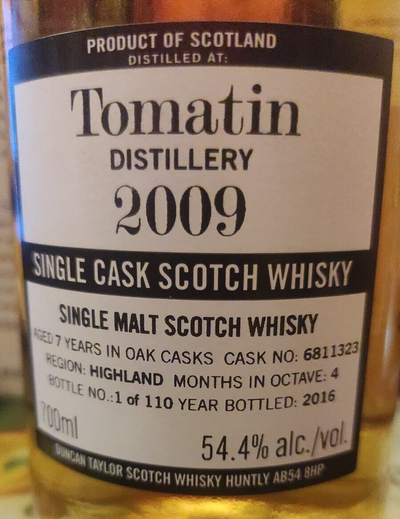 PRODUCT OF SCOTLAND
DISTILLED AT:
Tomatin
DISTILLERY
2009
SINGLE CASK SCOTCH WHISKY
SINGLE MALT SCOTCH WHISKY
AGED 7 YEARS IN OAK CASKS CASK NO: 6811323
REGION: HIGHLAND MONTHS IN OCTAVE: 4
BOTTLE NO.:1 of 110 YEAR BOTTLED: 2016
700ml
54.4% alc./vol.
DUNCAN TAYLOR SCOTCH WHISKY HUNTLY AB54 8HP